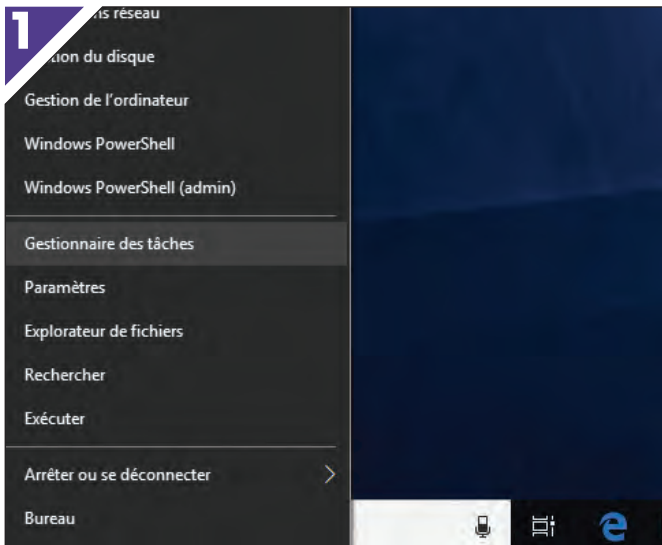 1
réseau
du disque
Gestion de l'ordinateur
Windows PowerShell
Windows PowerShell (admin)
Gestionnaire des tâches
Paramètres
Explorateur de fichiers
Rechercher
Exécuter
Arrêter ou se déconnecter
Bureau